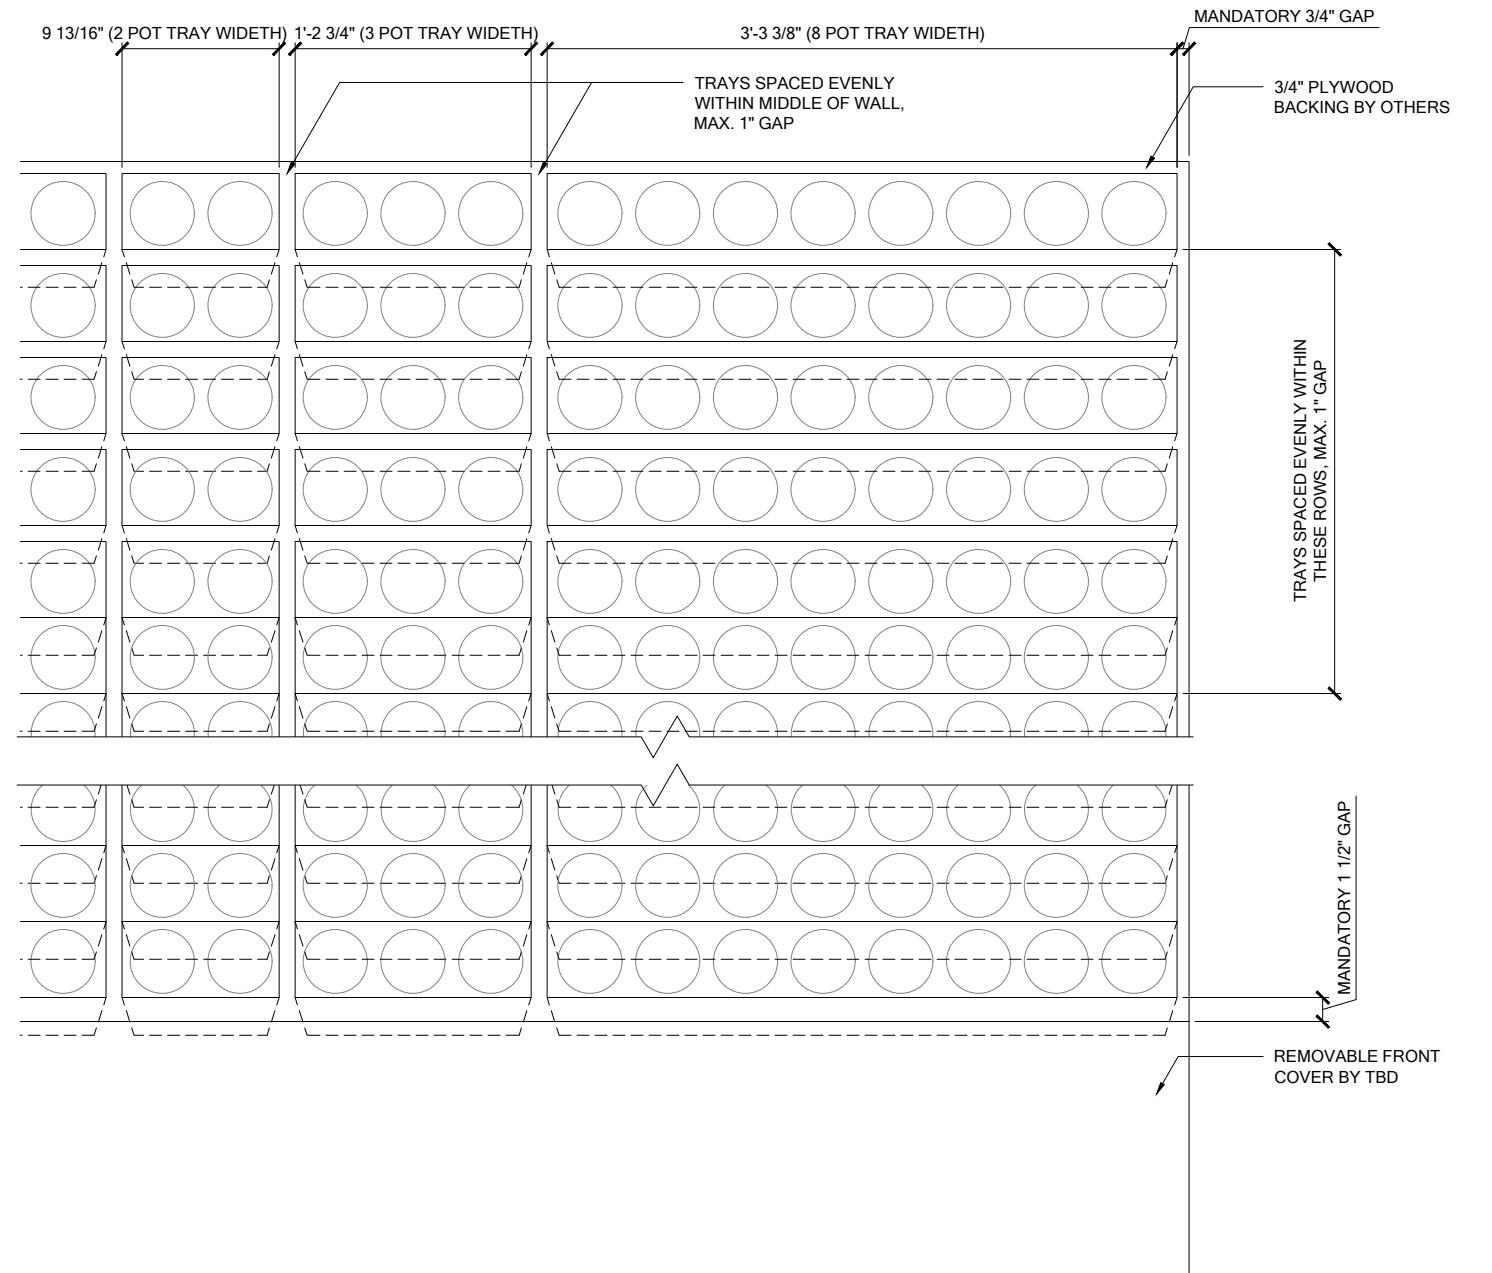 MANDATORY 3/4" GAP
9 13/16" (2 POT TRAY WIDETH)
1'-2 3/4" (3 POT TRAY WIDETH)
3'-3 3/8" (8 POT TRAY WIDETH)
TRAYS SPACED EVENLY
WITHIN MIDDLE OF WALL,
MAX. 1" GAP
3/4" PLYWOOD
BACKING BY OTHERS
TRAYS SPACED EVENLY WITHIN
THESE ROWS, MAX. 1" GAP
MANDATORY 1 1/2" GAP
REMOVABLE FRONT
COVER BY TBD